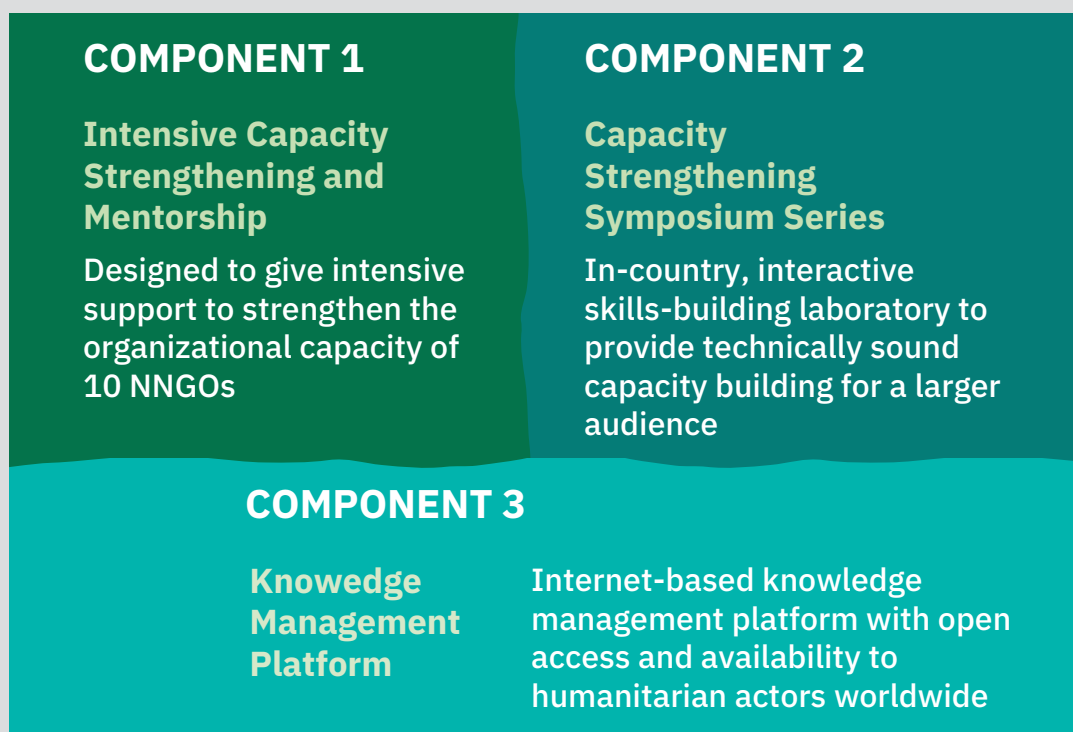 COMPONENT 1
Intensive Capacity
Strengthening and
Mentorship
Designed to give intensive
support to strengthen the
organizational capacity of
10 NNGOs
COMPONENT 2
Capacity
Strengthening
Symposium Series
In-country, interactive
skills-building laboratory to
provide technically sound
capacity building for a larger
audience
COMPONENT 3
Knowedge
Management
Platform
Internet-based knowledge
management platform with open
access and availability to
humanitarian actors worldwide